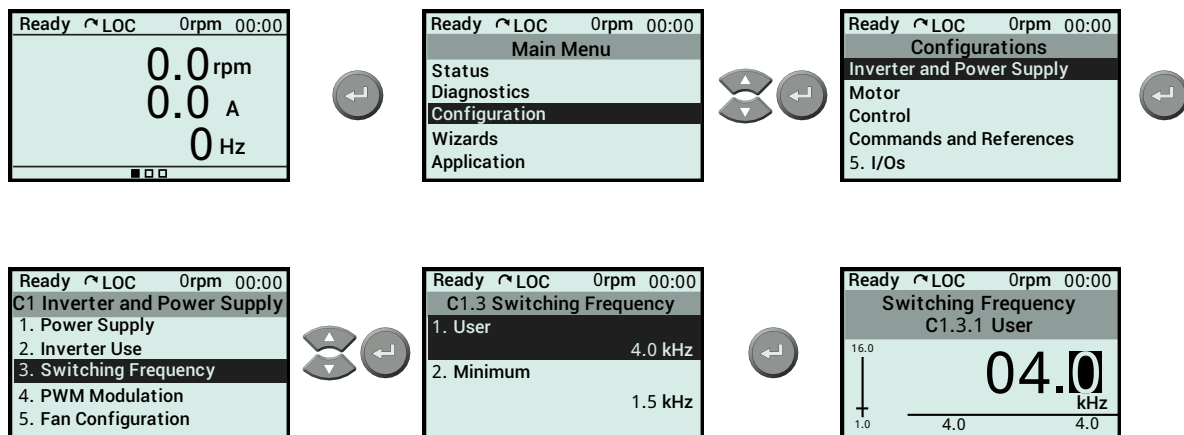 Ready LOC 0rpm 00:00
0.0 rpm
0.0 A
0 Hz
Ready LOC 0rpm 00:00
Main Menu
Status
Diagnostics
Configuration
Wizards
Application
Ready LOC 0rpm 00:00
Configurations
Inverter and Power Supply
Motor
Control
Commands and References
5. I/Os
Ready LOC 0rpm 00:00
C1 Inverter and Power Supply
1. Power Supply
2. Inverter Use
3. Switching Frequency
4. PWM Modulation
5. Fan Configuration
Ready LOC 0rpm 00:00
C1.3 Switching Frequency
1. User
4.0 kHz
2. Minimum
1.5 kHz
Ready LOC 0rpm 00:00
Switching Frequency
C1.3.1 User
16.0
04.0
kHz
1.0 4.0 4.0